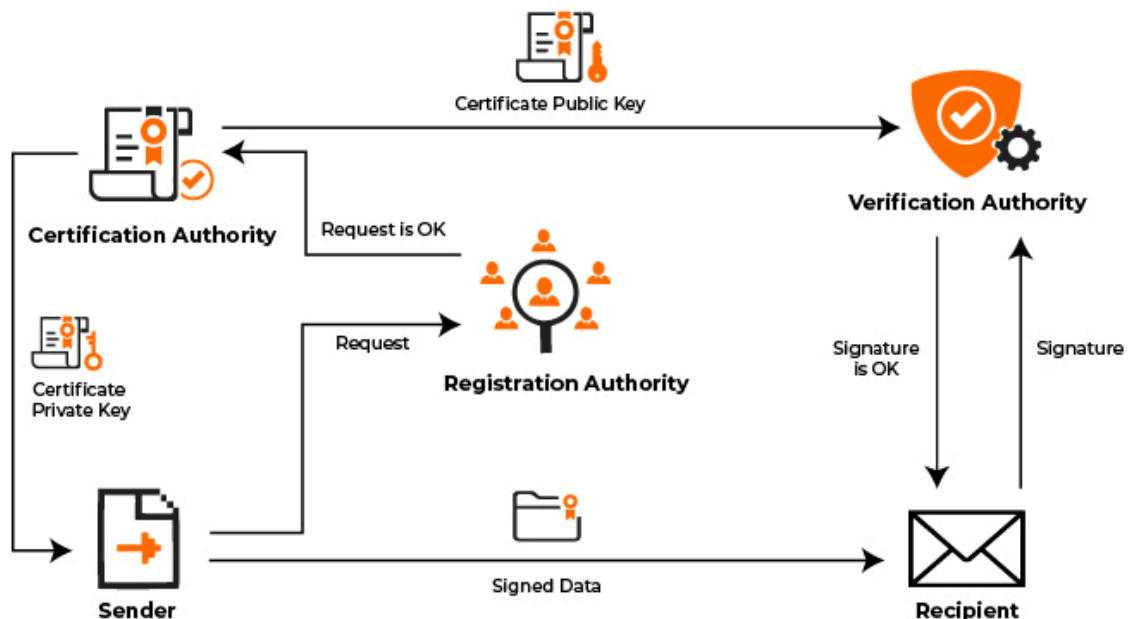 Certificate Public Key
Certification Authority
Verification Authority
Request is OK
Request
Registration Authority
Certificate
Private Key
Signature
is OK
Signature
Signed Data
Sender
Recipient